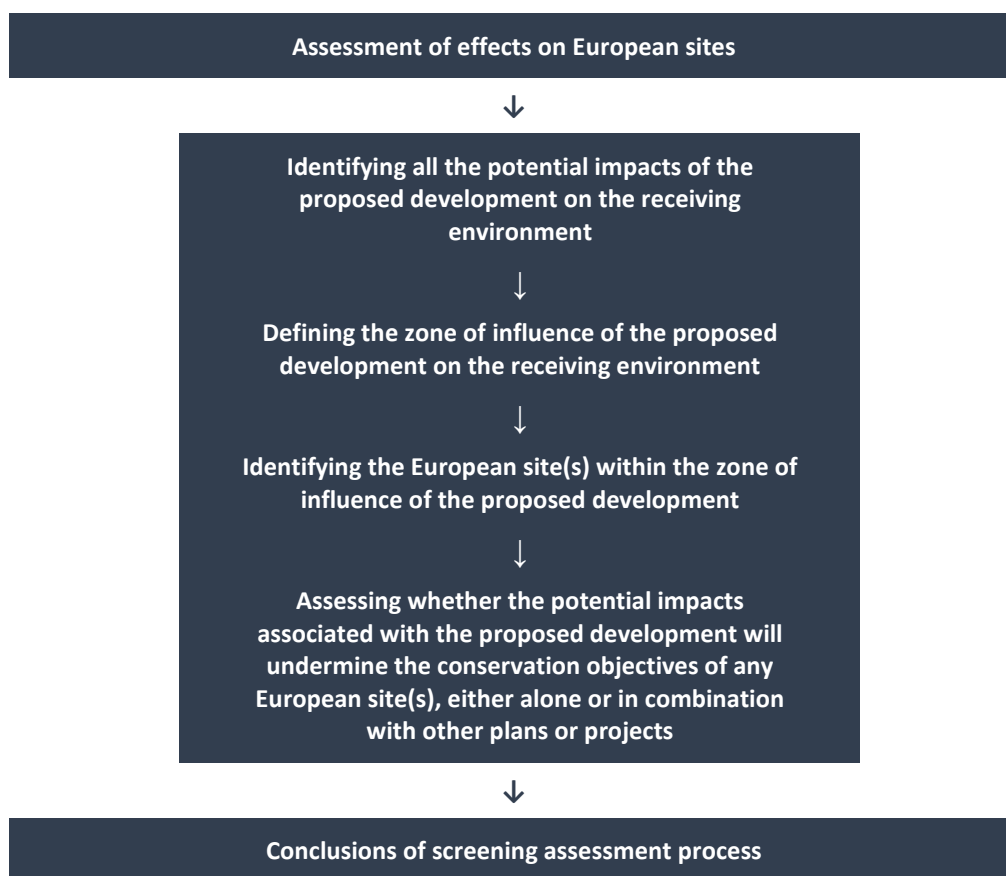 Assessment of effects on European sites
↓
Identifying all the potential impacts of the
proposed development on the receiving
environment
↓
Defining the zone of influence of the proposed
development on the receiving environment
↓
Identifying the European site(s) within the zone of
influence of the proposed development
↓
Assessing whether the potential impacts
associated with the proposed development will
undermine the conservation objectives of any
European site(s), either alone or in combination
with other plans or projects
↓
Conclusions of screening assessment process